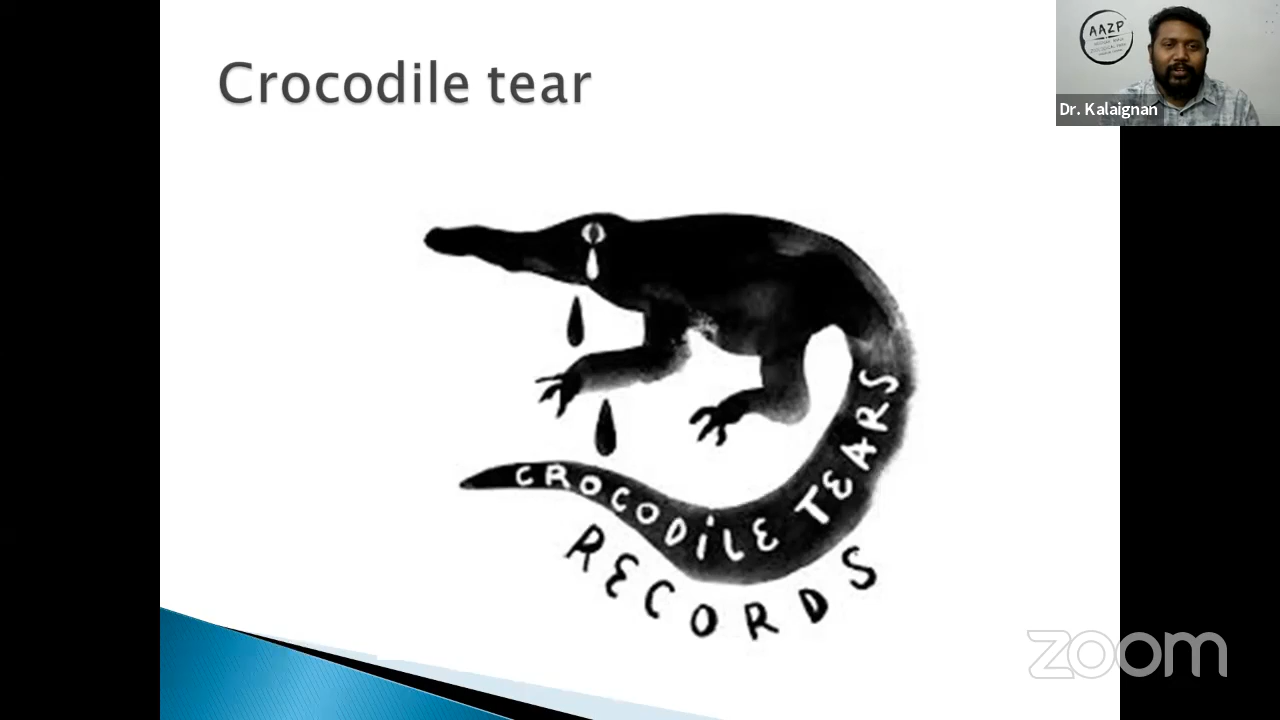 Crocodile tear
AAZP
Dr. Kalaignan
CROCODILE TEARS
RECORDS
zoom